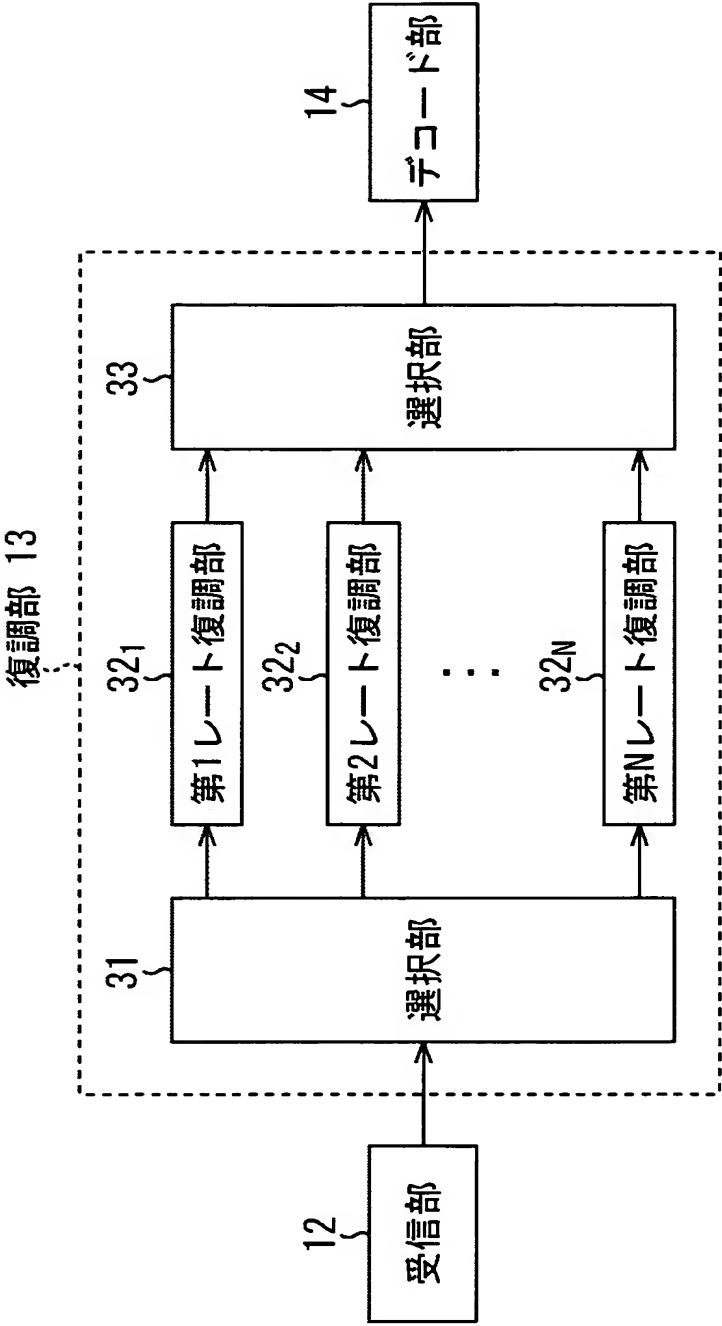 復調部 13
12
受信部
31
選択部
32₁
第1レート復調部
32₂
第2レート復調部
...
32N
第Nレート復調部
33
選択部
14
デコード部